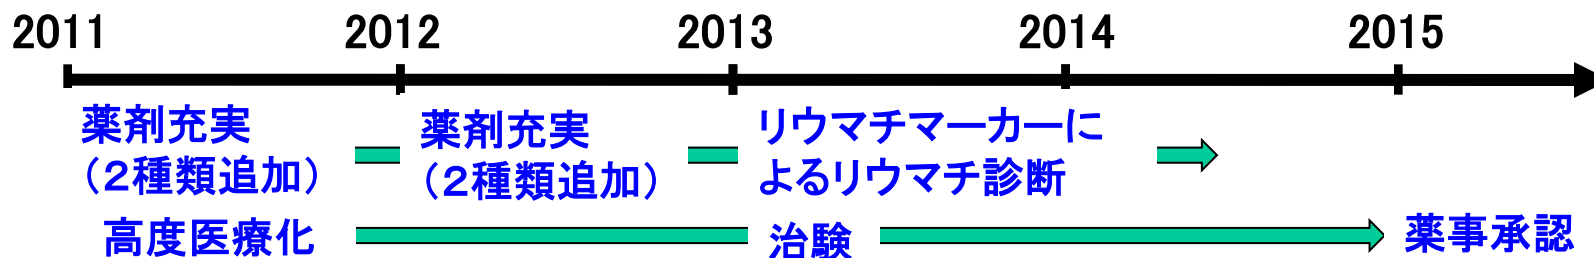 2011 2012 2013 2014 2015
薬剤充実
（２種類追加）
薬剤充実
（２種類追加）
リウマチマーカーに
よるリウマチ診断
高度医療化 治験 薬事承認